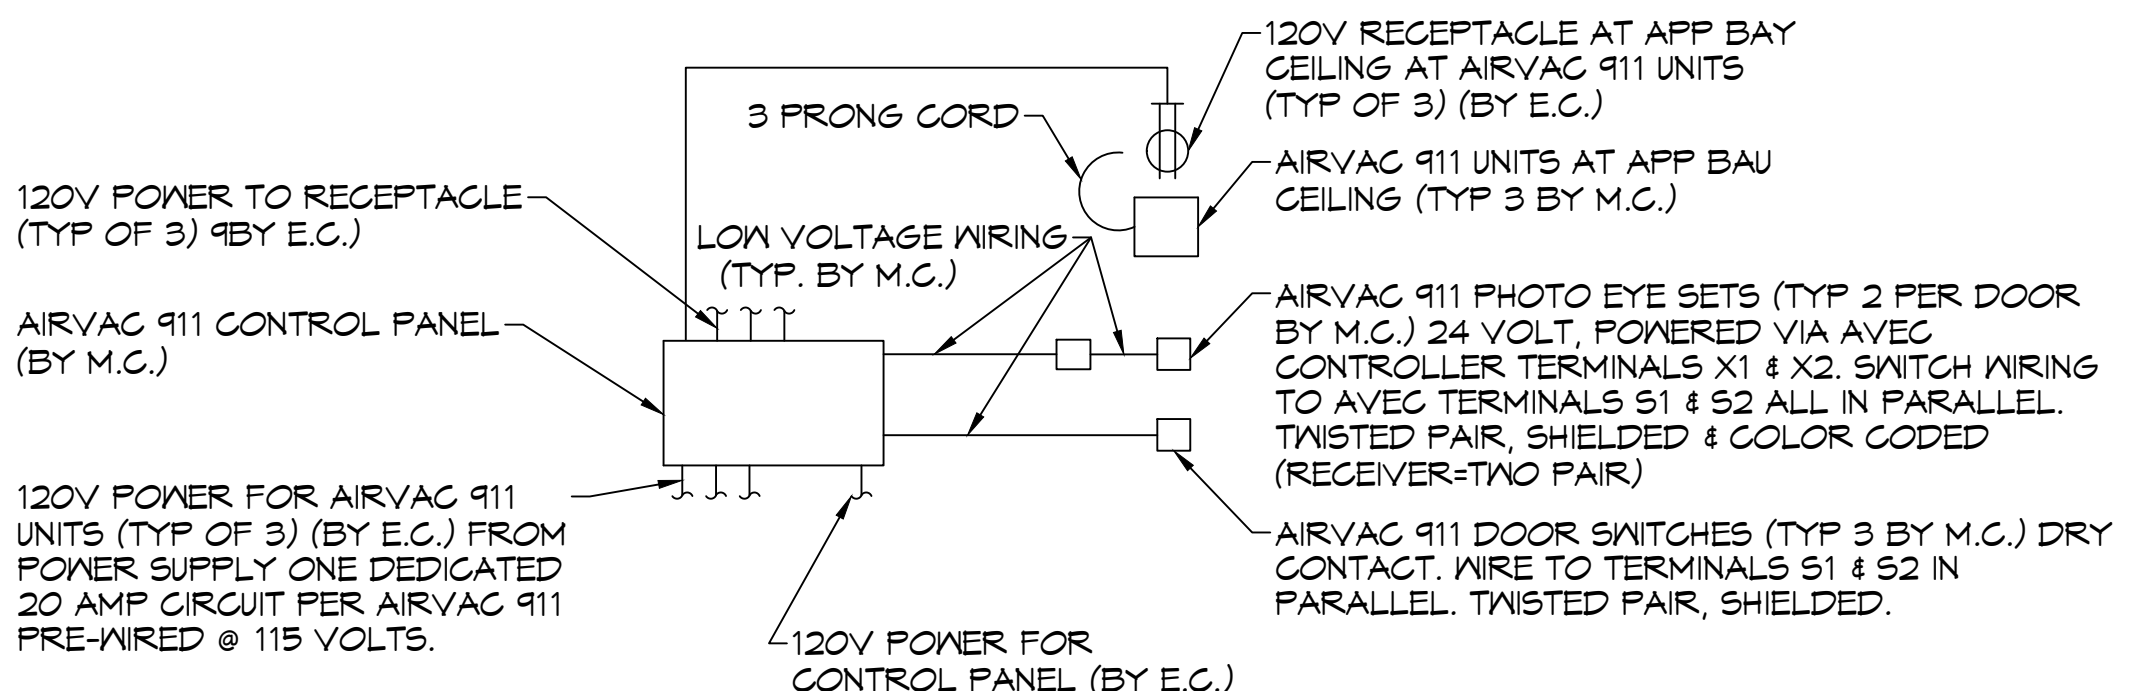 120V RECEPTACLE AT APP BAY
CEILING AT AIRVAC 911 UNITS
(TYP OF 3) (BY E.C.)
3 PRONG CORD
AIRVAC 911 UNITS AT APP BAU
CEILING (TYP 3 BY M.C.)
120V POWER TO RECEPTACLE
(TYP OF 3) 9BY E.C.)
LOW VOLTAGE WIRING
(TYP. BY M.C.)
AIRVAC 911 CONTROL PANEL
(BY M.C.)
AIRVAC 911 PHOTO EYE SETS (TYP 2 PER DOOR
BY M.C.) 24 VOLT, POWERED VIA AVEC
CONTROLLER TERMINALS X1 & X2. SWITCH WIRING
TO AVEC TERMINALS S1 & S2 ALL IN PARALLEL.
TWISTED PAIR, SHIELDED & COLOR CODED
(RECEIVER=TWO PAIR)
120V POWER FOR AIRVAC 911
UNITS (TYP OF 3) (BY E.C.) FROM
POWER SUPPLY ONE DEDICATED
20 AMP CIRCUIT PER AIRVAC 911
PRE-WIRED @ 115 VOLTS.
AIRVAC 911 DOOR SWITCHES (TYP 3 BY M.C.) DRY
CONTACT. WIRE TO TERMINALS S1 & S2 IN
PARALLEL. TWISTED PAIR, SHIELDED.
120V POWER FOR
CONTROL PANEL (BY E.C.)